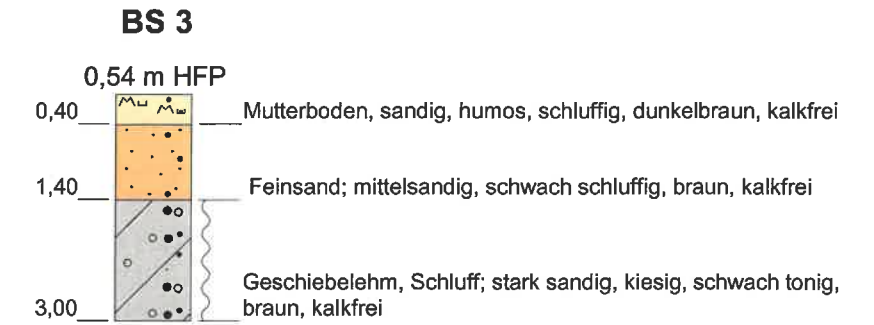 BS 3
0,54 m HFP
0,40
Mutterboden, sandig, humos, schluffig, dunkelbraun, kalkfrei
1,40
Feinsand; mittelsandig, schwach schluffig, braun, kalkfrei
Geschiebelehm, Schluff; stark sandig, kiesig, schwach tonig,
3,00
braun, kalkfrei